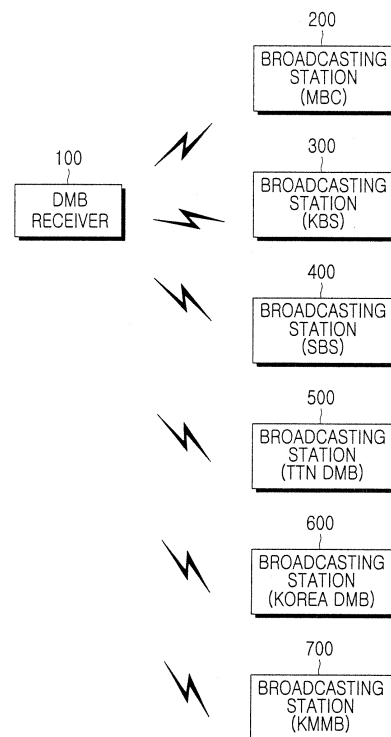 200
BROADCASTING
STATION
(MBC)
100
DMB
RECEIVER
300
BROADCASTING
STATION
(KBS)
400
BROADCASTING
STATION
(SBS)
500
BROADCASTING
STATION
(TTN DMB)
600
BROADCASTING
STATION
(KOREA DMB)
700
BROADCASTING
STATION
(KMMB)